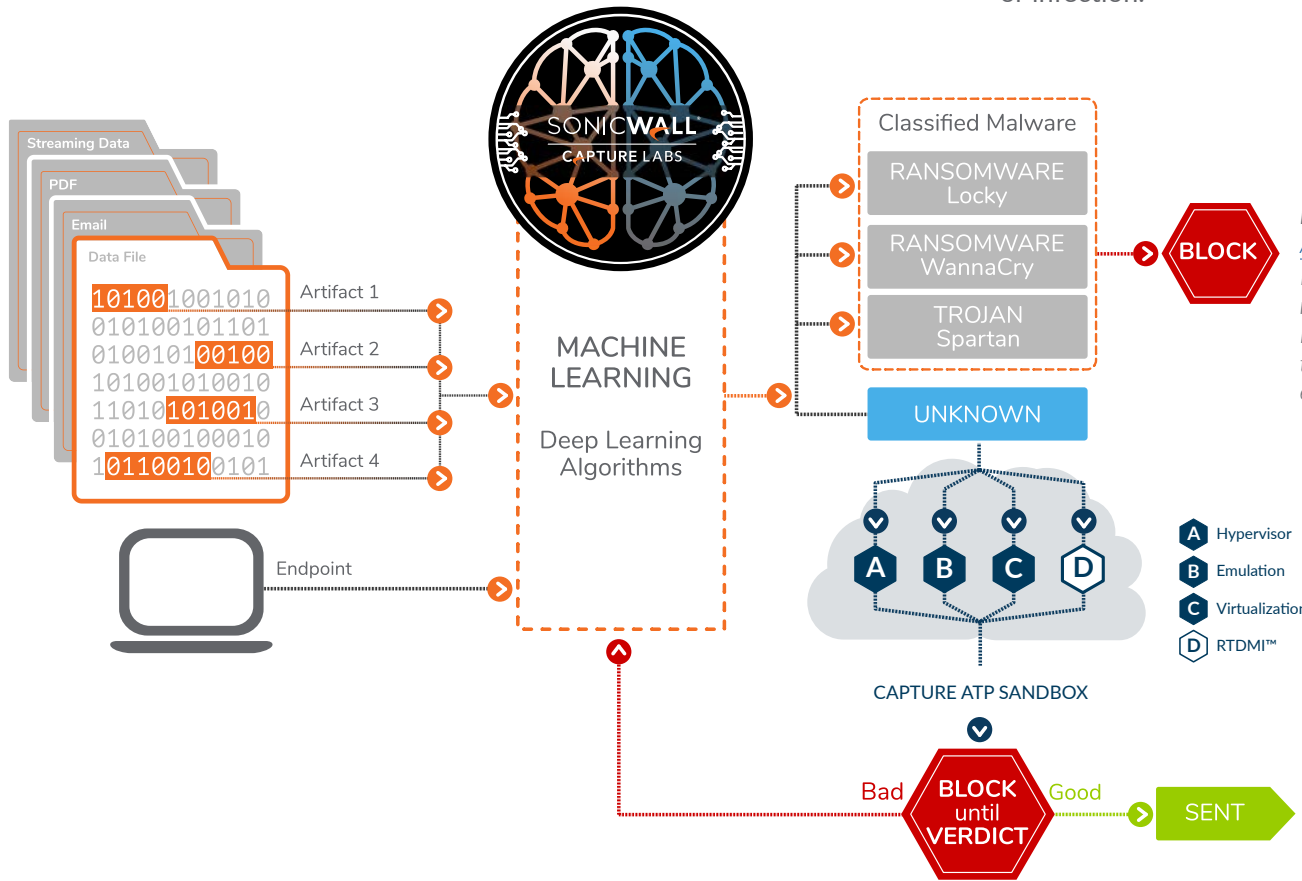 or infection.
SONICWALL
CAPTURE LABS
Streaming Data
PDF
Email
Data File
101001001010
010100101101
010010100100
101001010010
110101010010
010100100010
101100100101
Artifact 1
Artifact 2
Artifact 3
Artifact 4
Endpoint
MACHINE
LEARNING
Deep Learning
Algorithms
Classified Malware
RANSOMWARE
Locky
RANSOMWARE
WannaCry
TROJAN
Spartan
BLOCK
UNKNOWN
A
B
C
D
A Hypervisor
B Emulation
C Virtualization
D RTDMI™
CAPTURE ATP SANDBOX
Bad
BLOCK
until
VERDICT
Good
SENT